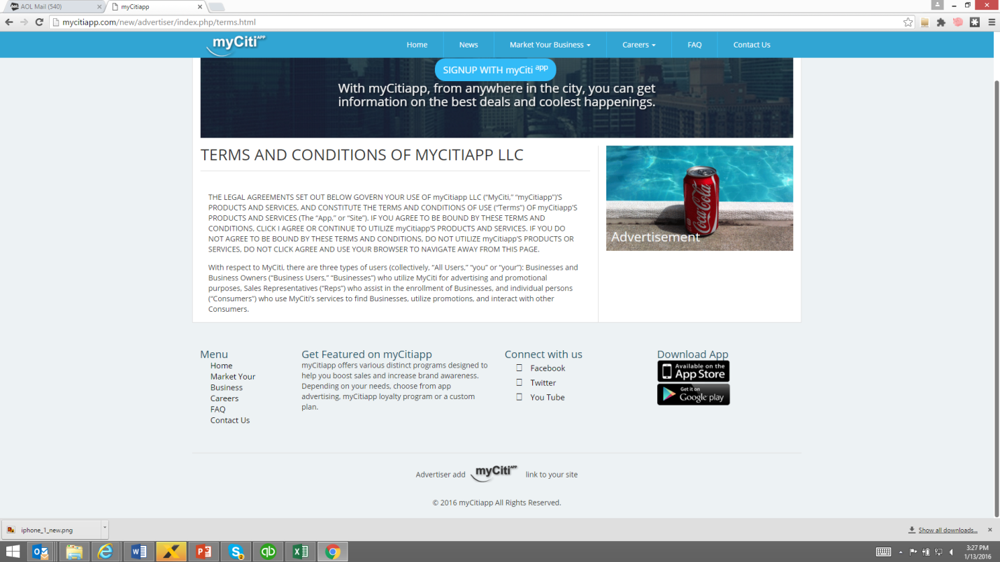 AOL Mail (540)
myCitiapp
mycitiapp.com/new/advertiser/index.php/terms.html
myCiti APP
Home
News
Market Your Business
Careers
FAQ
Contact Us
SIGNUP WITH myCiti app
With myCitiapp, from anywhere in the city, you can get
information on the best deals and coolest happenings.
TERMS AND CONDITIONS OF MYCITIAPP LLC
THE LEGAL AGREEMENTS SET OUT BELOW GOVERN YOUR USE OF myCitiapp LLC (“MyCiti,” “myCitiapp”)’S
PRODUCTS AND SERVICES, AND CONSTITUTE THE TERMS AND CONDITIONS OF USE (“Terms”) OF myCitiapp’S
PRODUCTS AND SERVICES (The “App,” or “Site”). IF YOU AGREE TO BE BOUND BY THESE TERMS AND
CONDITIONS, CLICK I AGREE OR CONTINUE TO UTILIZE myCitiapp’S PRODUCTS AND SERVICES. IF YOU DO
NOT AGREE TO BE BOUND BY THESE TERMS AND CONDITIONS, DO NOT UTILIZE myCitiapp’S PRODUCTS OR
SERVICES, DO NOT CLICK AGREE AND USE YOUR BROWSER TO NAVIGATE AWAY FROM THIS PAGE.
With respect to MyCiti, there are three types of users (collectively, “All Users,” “you” or “your”): Businesses and
Business Owners (“Business Users,” “Businesses”) who utilize MyCiti for advertising and promotional
purposes, Sales Representatives (“Reps”) who assist in the enrollment of Businesses, and individual persons
(“Consumers”) who use MyCiti’s services to find Businesses, utilize promotions, and interact with other
Consumers.
Coca-Cola
Advertisement
Menu
Home
Market Your
Business
Careers
FAQ
Contact Us
Get Featured on myCitiapp
myCitiapp offers various distinct programs designed to
help you boost sales and increase brand awareness.
Depending on your needs, choose from app
advertising, myCitiapp loyalty program or a custom
plan.
Connect with us
Facebook
Twitter
You Tube
Download App
Available on the
App Store
Get it on
Google play
Advertiser add myCiti APP link to your site
© 2016 myCitiapp All Rights Reserved.
iphone_1_new.png
Show all downloads...
3:27 PM
1/13/2016